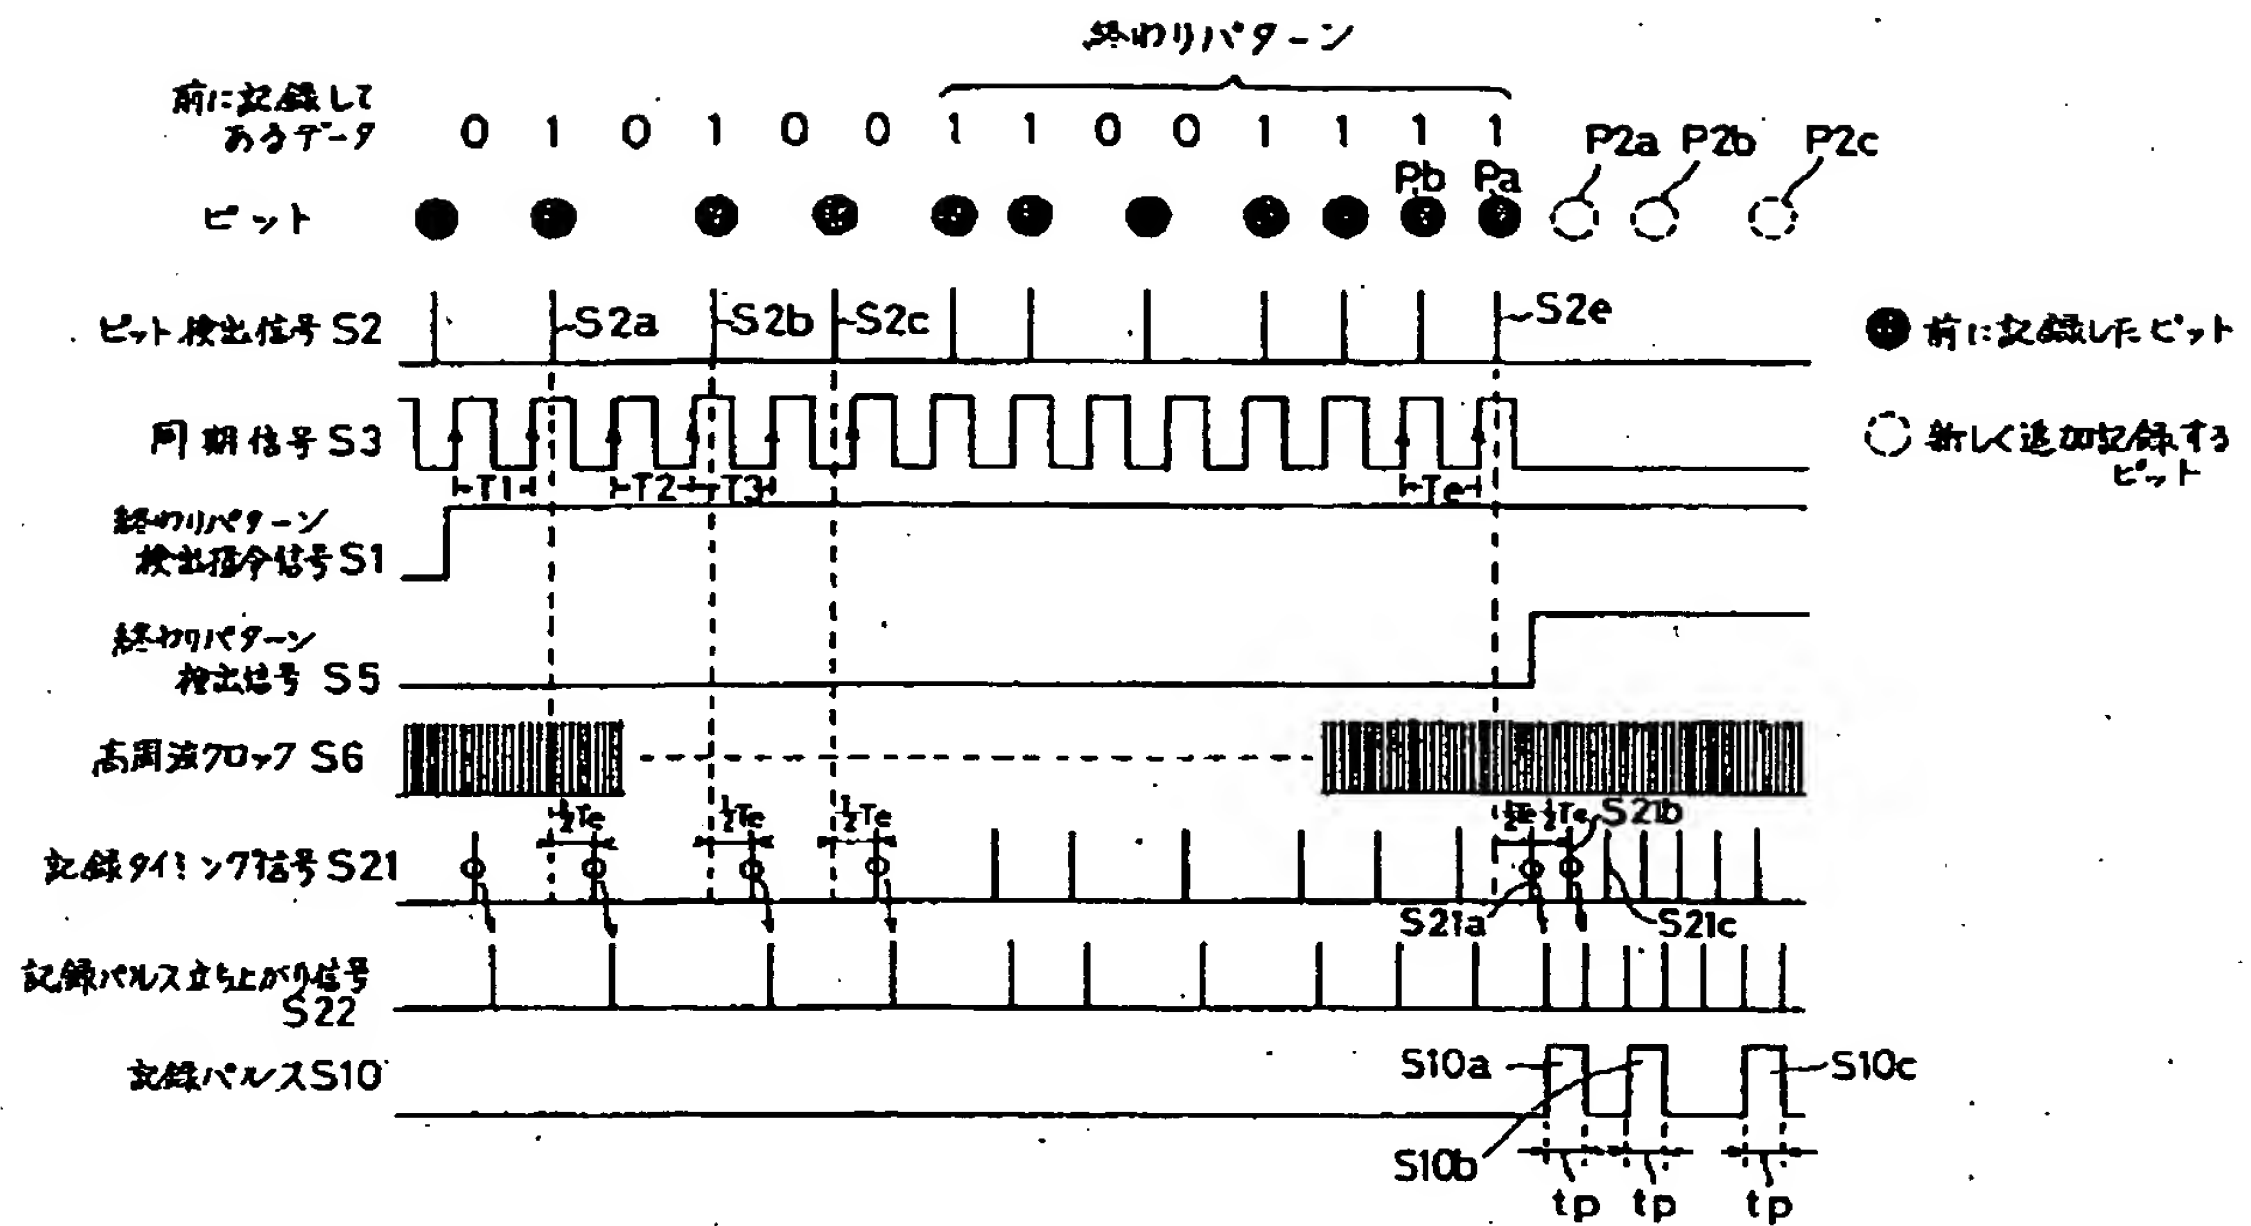 終わりパターン
前に記録して
あるデータ
0 1 0 1 0 0 1 1 0 0 1 1 1 1
P2a P2b P2c
Pb Pa
ピット
ピット検出信号 S2
S2a
S2b
S2c
S2e
前に記録したピット
同期信号 S3
新しく追加記録する
ピット
T1 T2 T3 Te
終わりパターン
検出指令信号 S1
終わりパターン
検出信号 S5
高周波クロック S6
½Te ½Te ½Te ½Te ½Te S21b
記録タイミング信号 S21
S21a S21c
記録パルス立ち上がり信号
S22
記録パルス S10
S10a S10c
S10b
tp tp tp